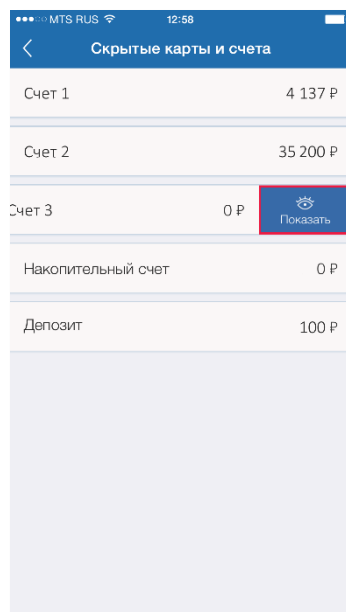 MTS RUS 12:58
Скрытые карты и счета
Счет 1 4 137 ₽
Счет 2 35 200 ₽
Счет 3 0 ₽ Показать
Накопительный счет 0 ₽
Депозит 100 ₽